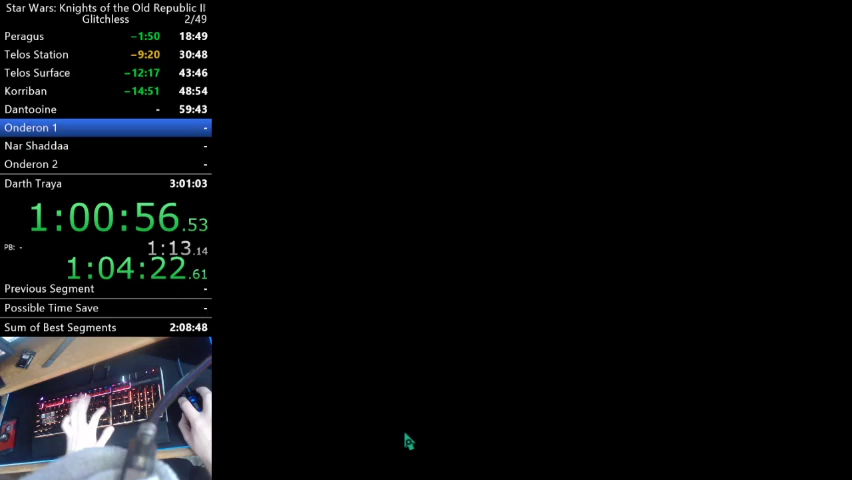 Star Wars: Knights of the Old Republic II
Glitchless 2/49
Peragus −1:50 18:49
Telos Station −9:20 30:48
Telos Surface −12:17 43:46
Korriban −14:51 48:54
Dantooine - 59:43
Onderon 1 -
Nar Shaddaa -
Onderon 2 -
Darth Traya 3:01:03
1:00:56.53
PB: - 1:13.14
1:04:22.61
Previous Segment -
Possible Time Save -
Sum of Best Segments 2:08:48